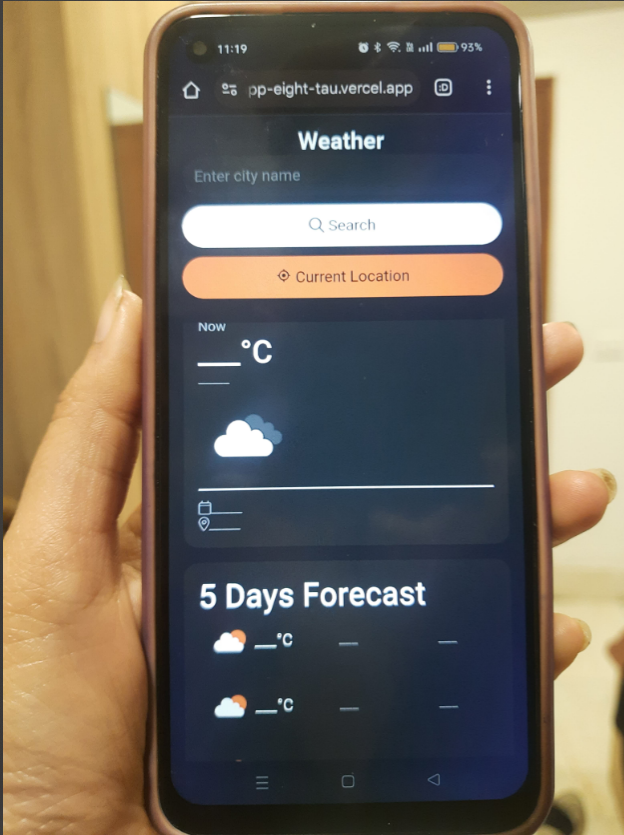 11:19 93%
pp-eight-tau.vercel.app :D
Weather
Enter city name
Search
Current Location
Now
__°C
5 Days Forecast
__°C
__°C